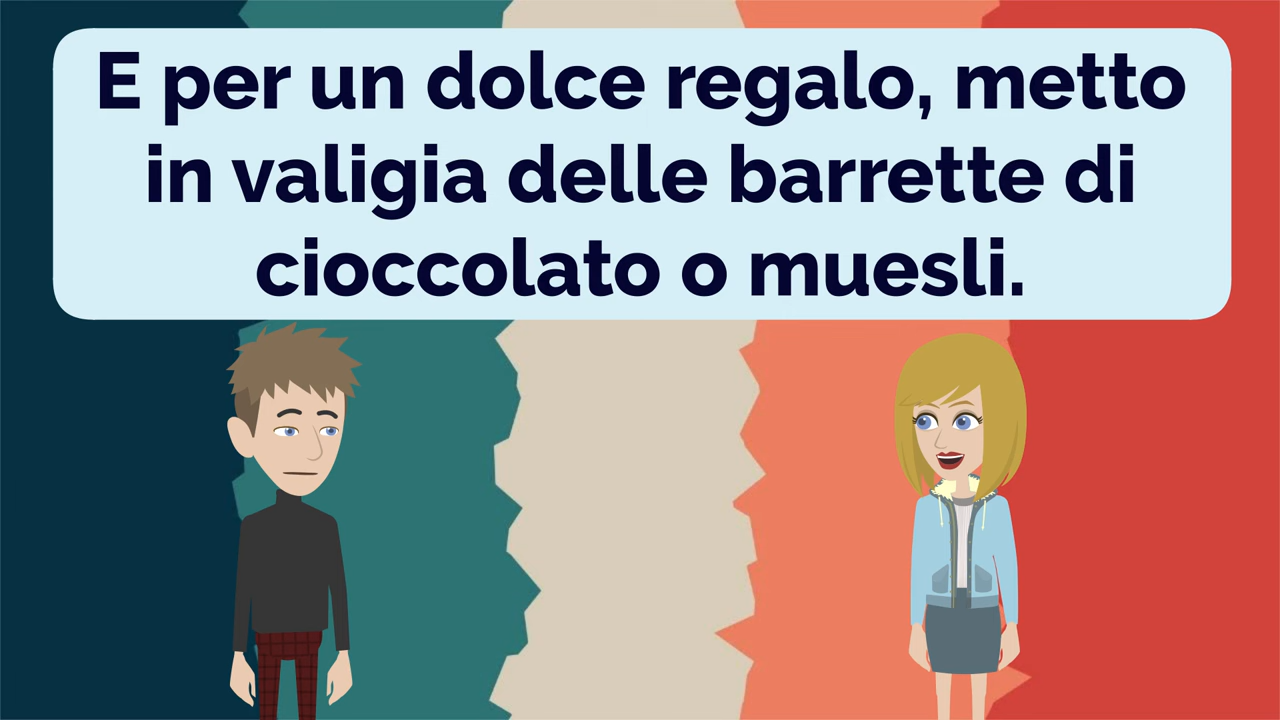 E per un dolce regalo, metto
in valigia delle barrette di
cioccolato o muesli.